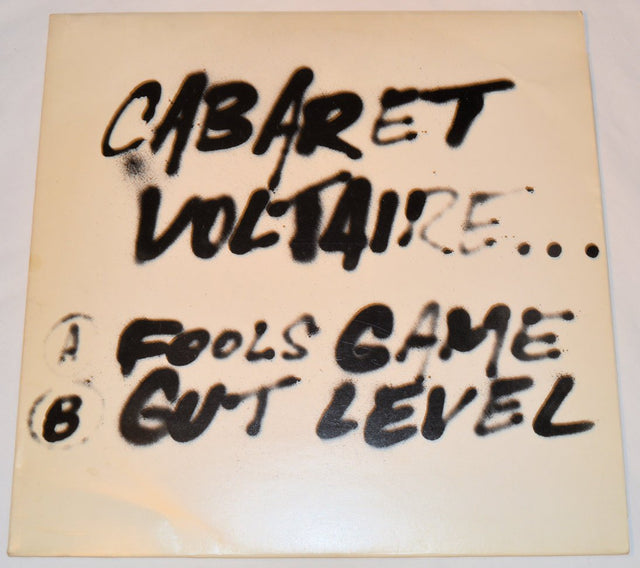 CABARET
VOLTAIRE...
A FOOLS GAME
B GUT LEVEL